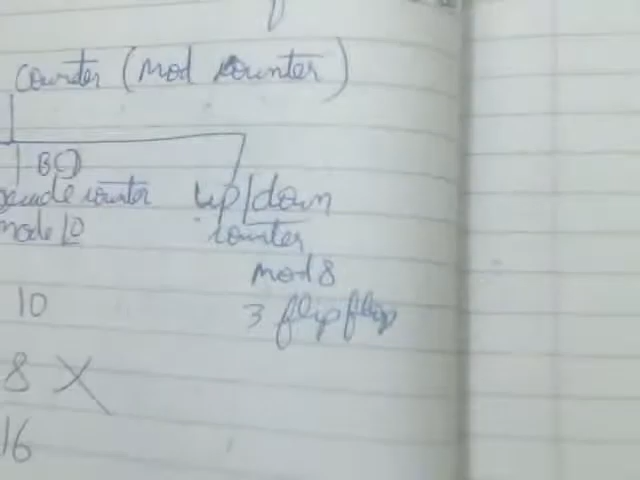 counter (mod counter)
BCD
decade counter up/down
mode 10 counter
mod 8
10 3 flip flop
8 X
16